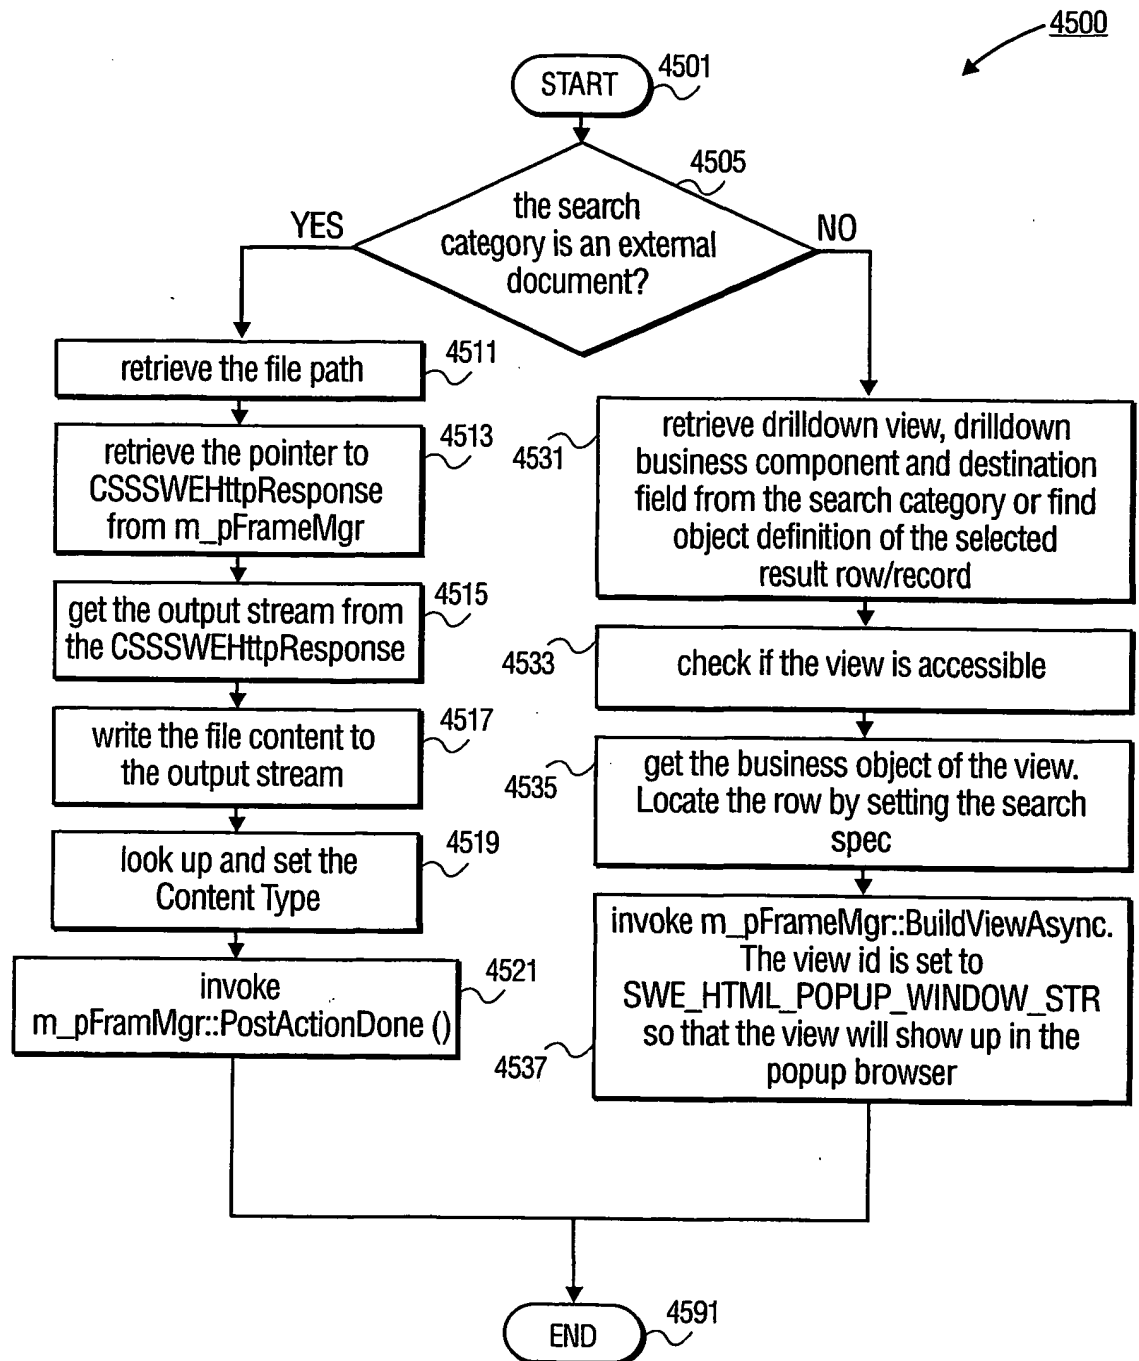 4500
START
4501
4505
the search
category is an external
document?
YES
NO
retrieve the file path
4511
retrieve the pointer to
CSSSWEHttpResponse
from m_pFrameMgr
4513
get the output stream from
the CSSSWEHttpResponse
4515
write the file content to
the output stream
4517
look up and set the
Content Type
4519
invoke
m_pFramMgr::PostActionDone ()
4521
retrieve drilldown view, drilldown
business component and destination
field from the search category or find
object definition of the selected
result row/record
4531
check if the view is accessible
4533
get the business object of the view.
Locate the row by setting the search
spec
4535
invoke m_pFrameMgr::BuildViewAsync.
The view id is set to
SWE_HTML_POPUP_WINDOW_STR
so that the view will show up in the
popup browser
4537
END
4591